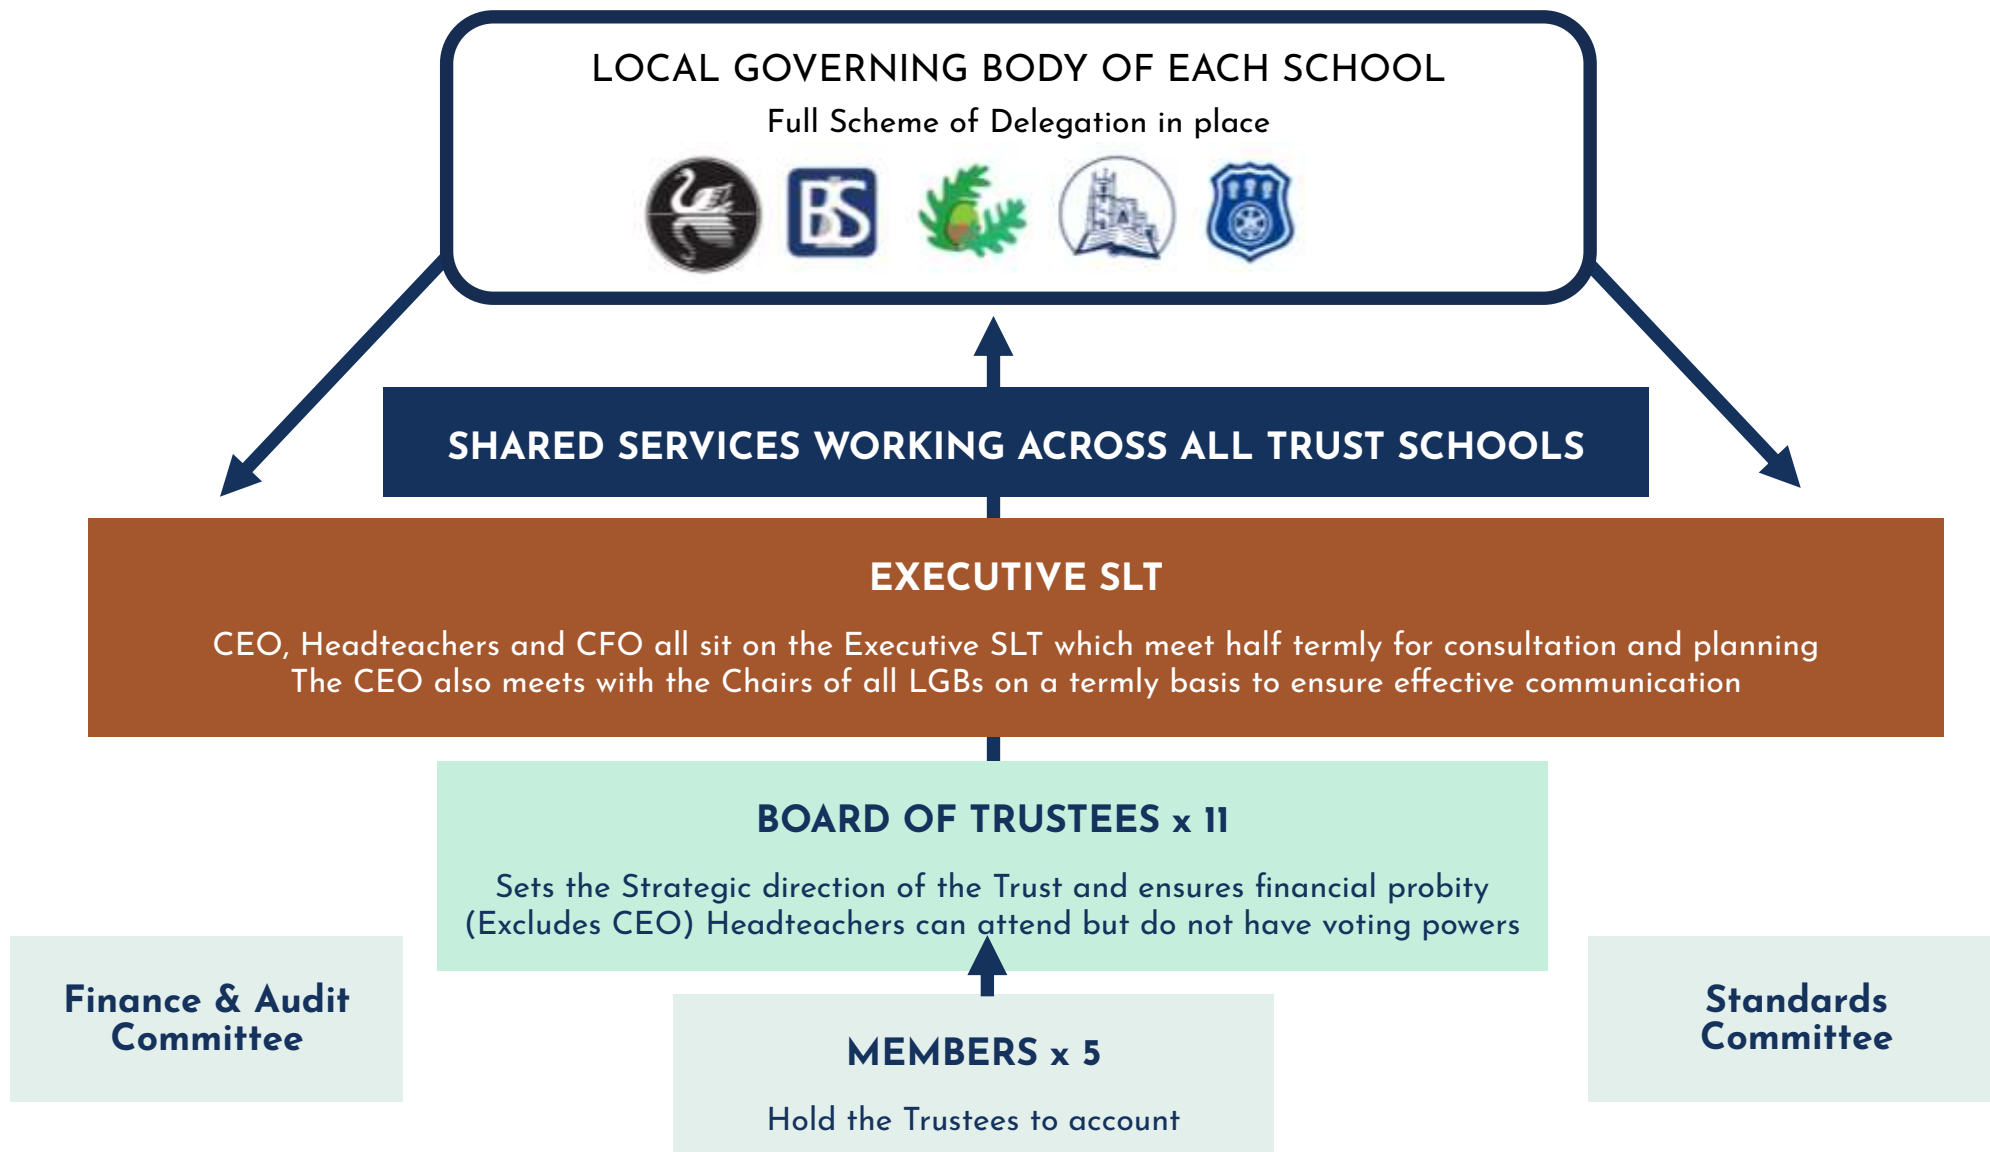 LOCAL GOVERNING BODY OF EACH SCHOOL
Full Scheme of Delegation in place
BIS
SHARED SERVICES WORKING ACROSS ALL TRUST SCHOOLS
EXECUTIVE SLT
CEO, Headteachers and CFO all sit on the Executive SLT which meet half termly for consultation and planning
The CEO also meets with the Chairs of all LGBs on a termly basis to ensure effective communication
BOARD OF TRUSTEES x 11
Sets the Strategic direction of the Trust and ensures financial probity
(Excludes CEO) Headteachers can attend but do not have voting powers
Finance & Audit
Committee
Standards
Committee
MEMBERS x 5
Hold the Trustees to account